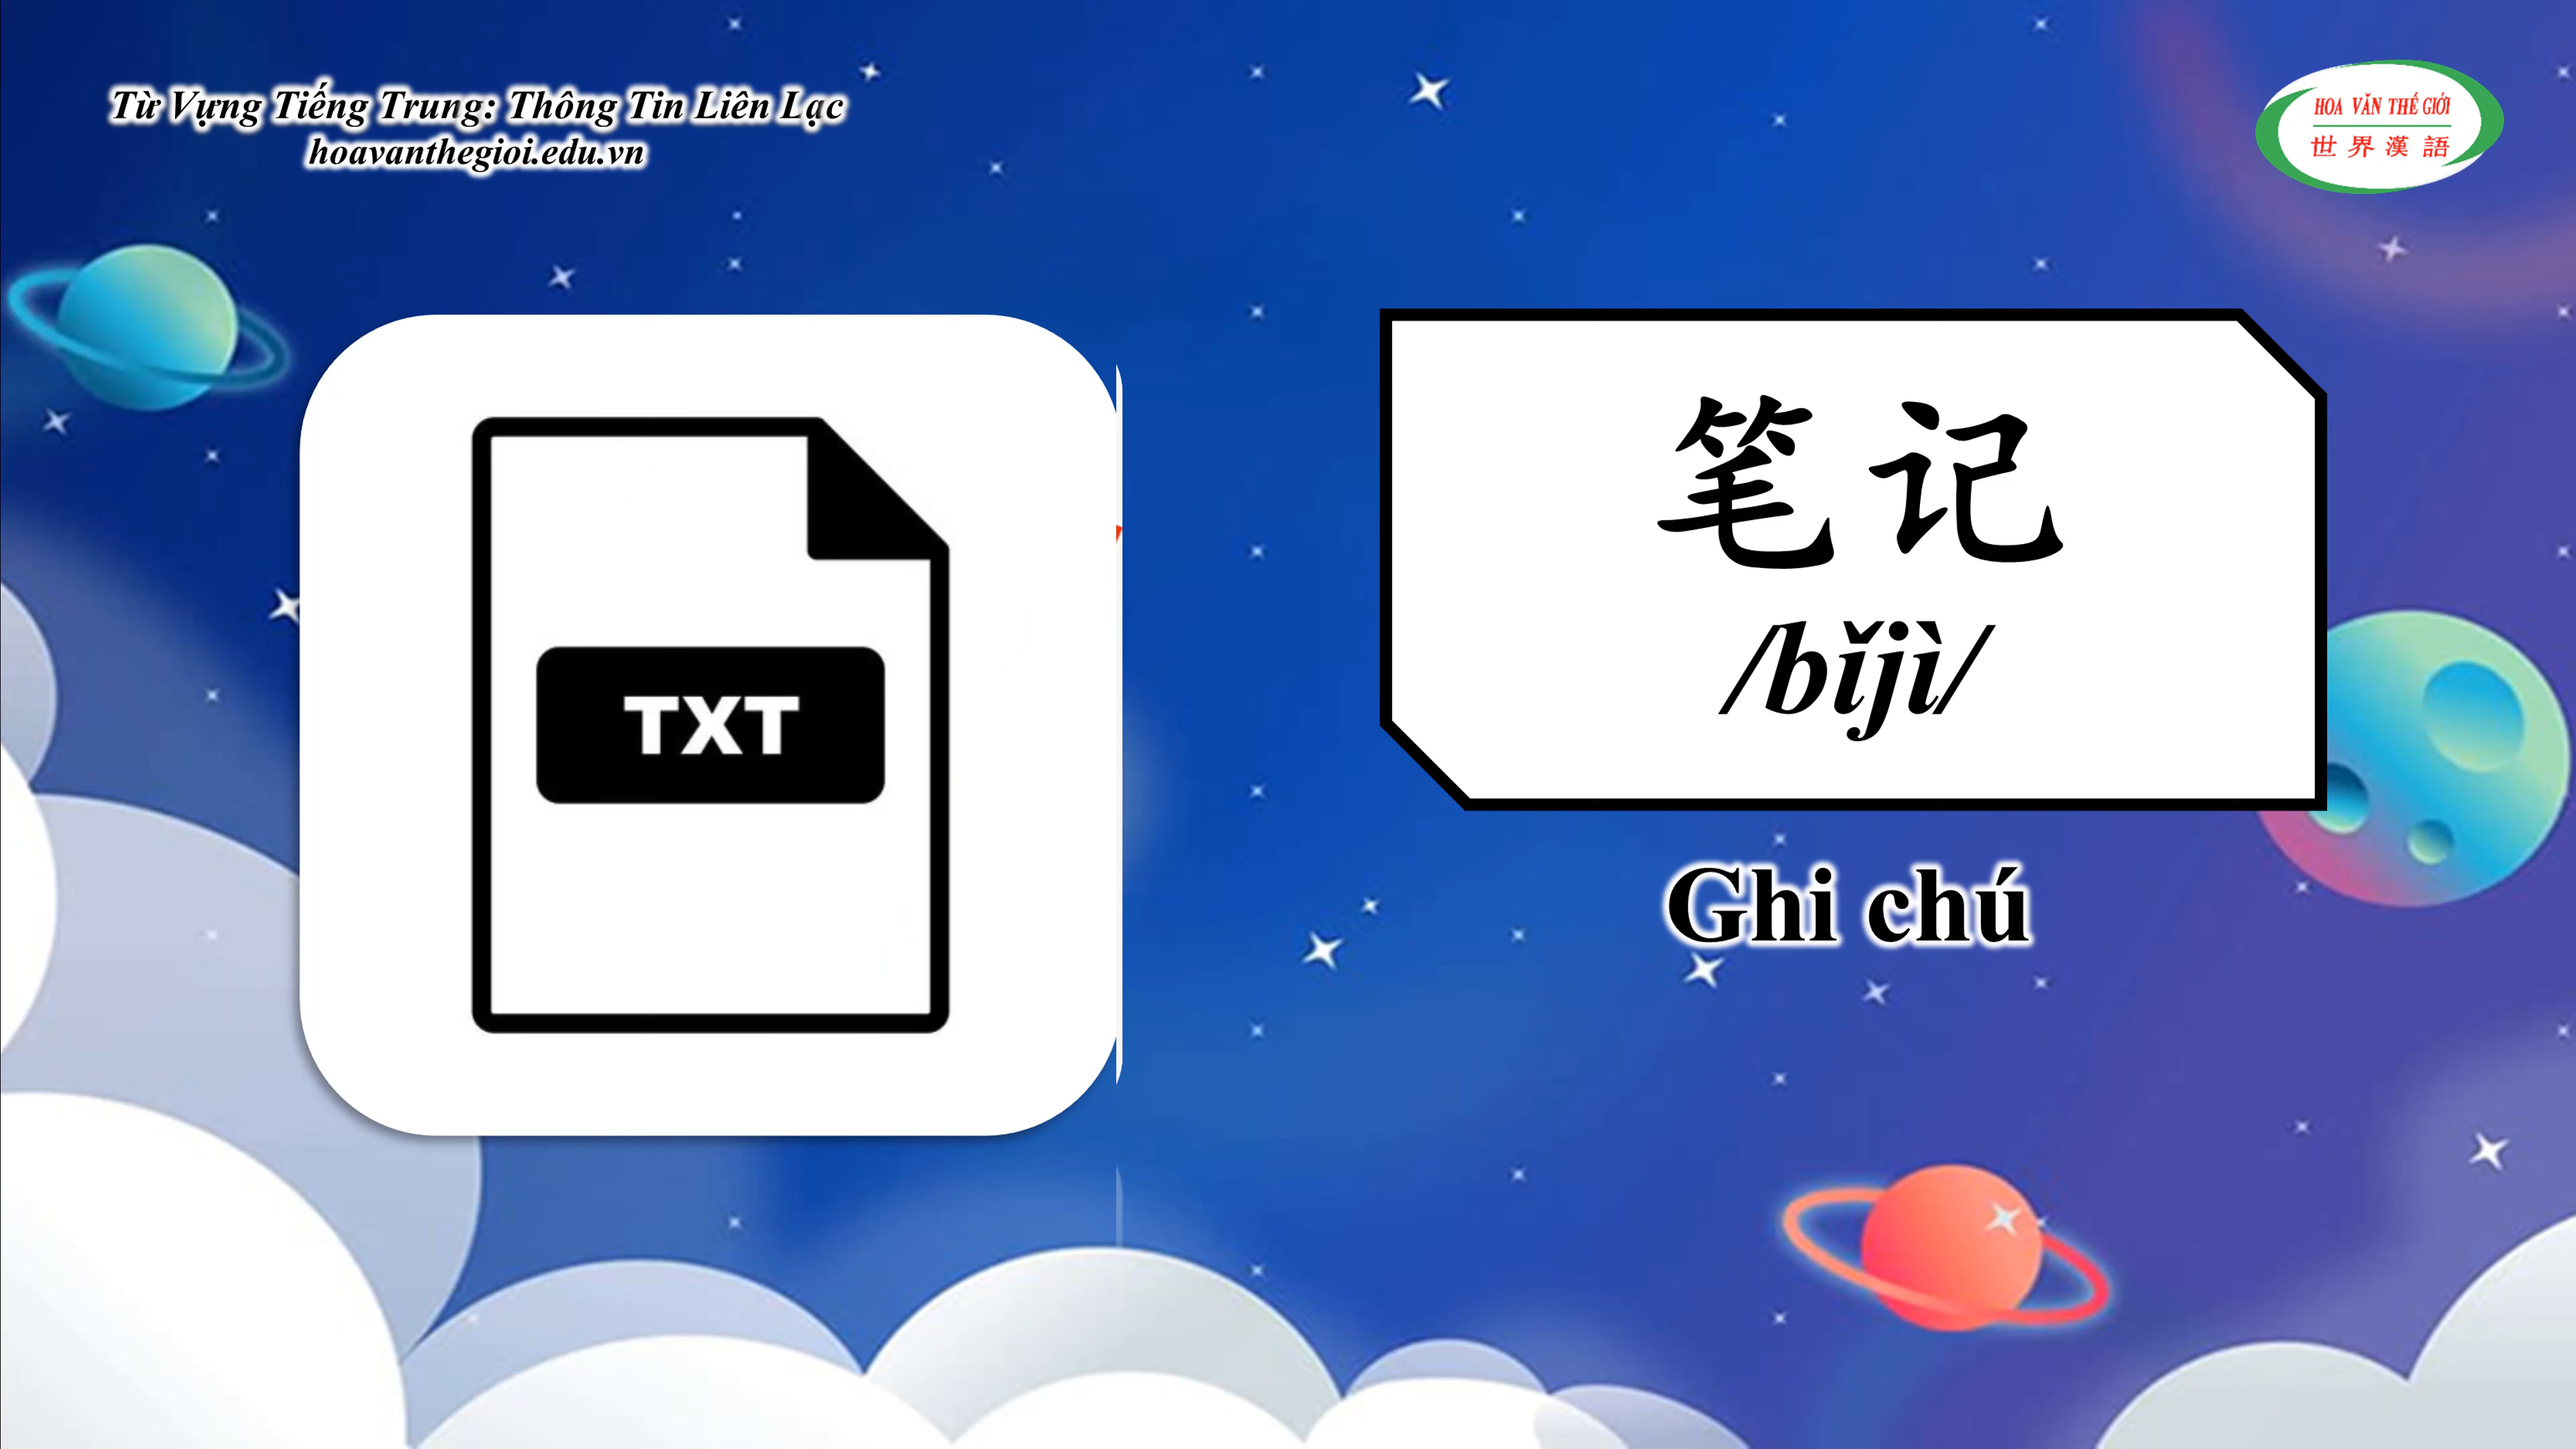 Từ Vựng Tiếng Trung: Thông Tin Liên Lạc
hoavanthegioi.edu.vn
HOA VĂN THẾ GIỚI
世界漢語
TXT
笔记
/bǐjì/
Ghi chú